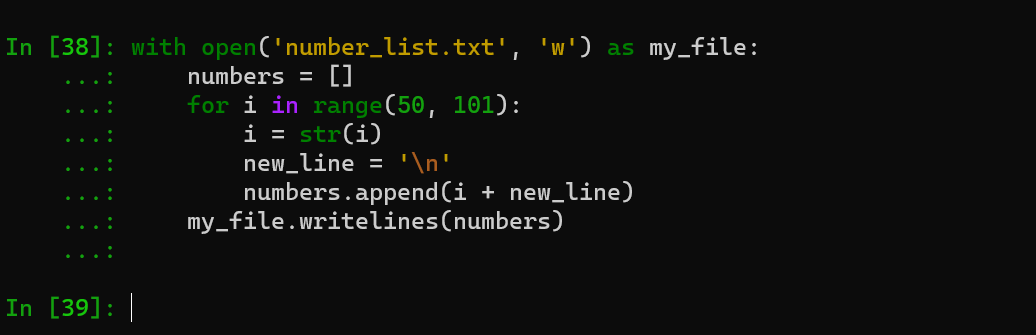 In [38]: with open('number_list.txt', 'w') as my_file:
    ...:     numbers = []
    ...:     for i in range(50, 101):
    ...:         i = str(i)
    ...:         new_line = '\n'
    ...:         numbers.append(i + new_line)
    ...:     my_file.writelines(numbers)
    ...:
In [39]: